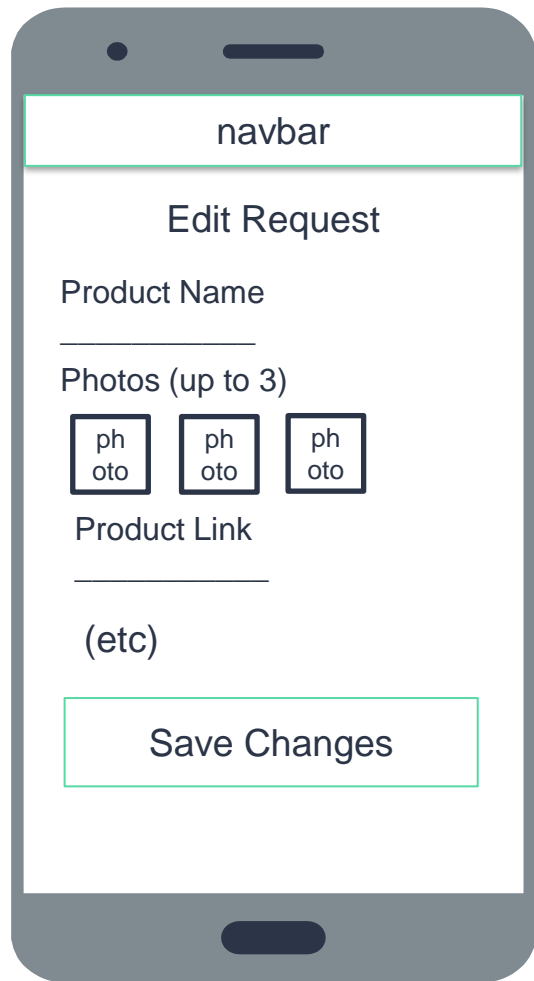 navbar
Edit Request
Product Name
___________
Photos (up to 3)
ph ph ph
oto oto oto
Product Link
___________
(etc)
Save Changes